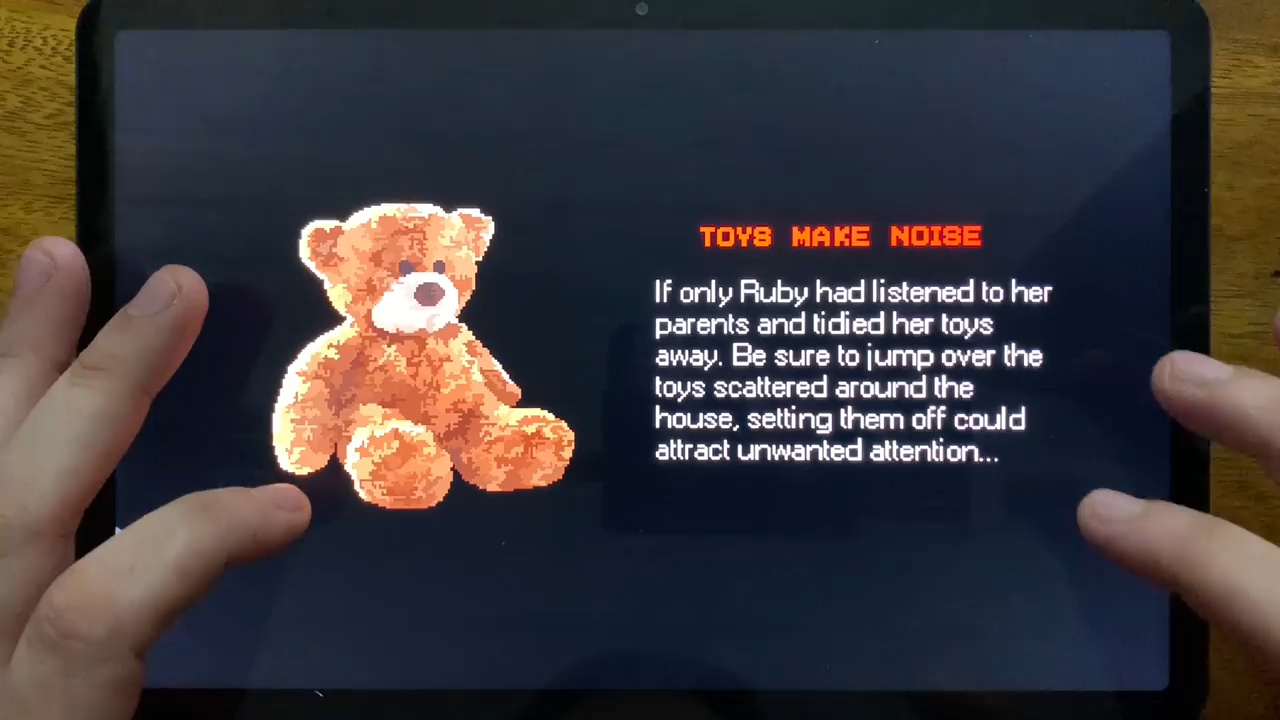 TOYS MAKE NOISE
If only Ruby had listened to her
parents and tidied her toys
away. Be sure to jump over the
toys scattered around the
house, setting them off could
attract unwanted attention...